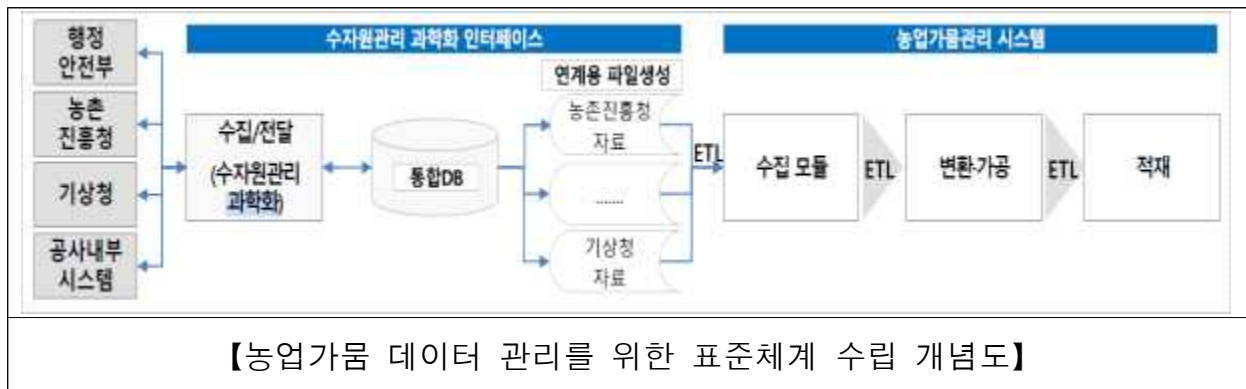 수자원관리 과학화 인터페이스
농업가뭄관리 시스템
행정
안전부
농촌
진흥청
기상청
공사내부
시스템
수집/전달
(수자원관리
과학화)
통합DB
연계용 파일생성
농촌진흥청
자료
.......
기상청
자료
ETL
수집 모듈
ETL
변환·가공
ETL
적재
【농업가뭄 데이터 관리를 위한 표준체계 수립 개념도】